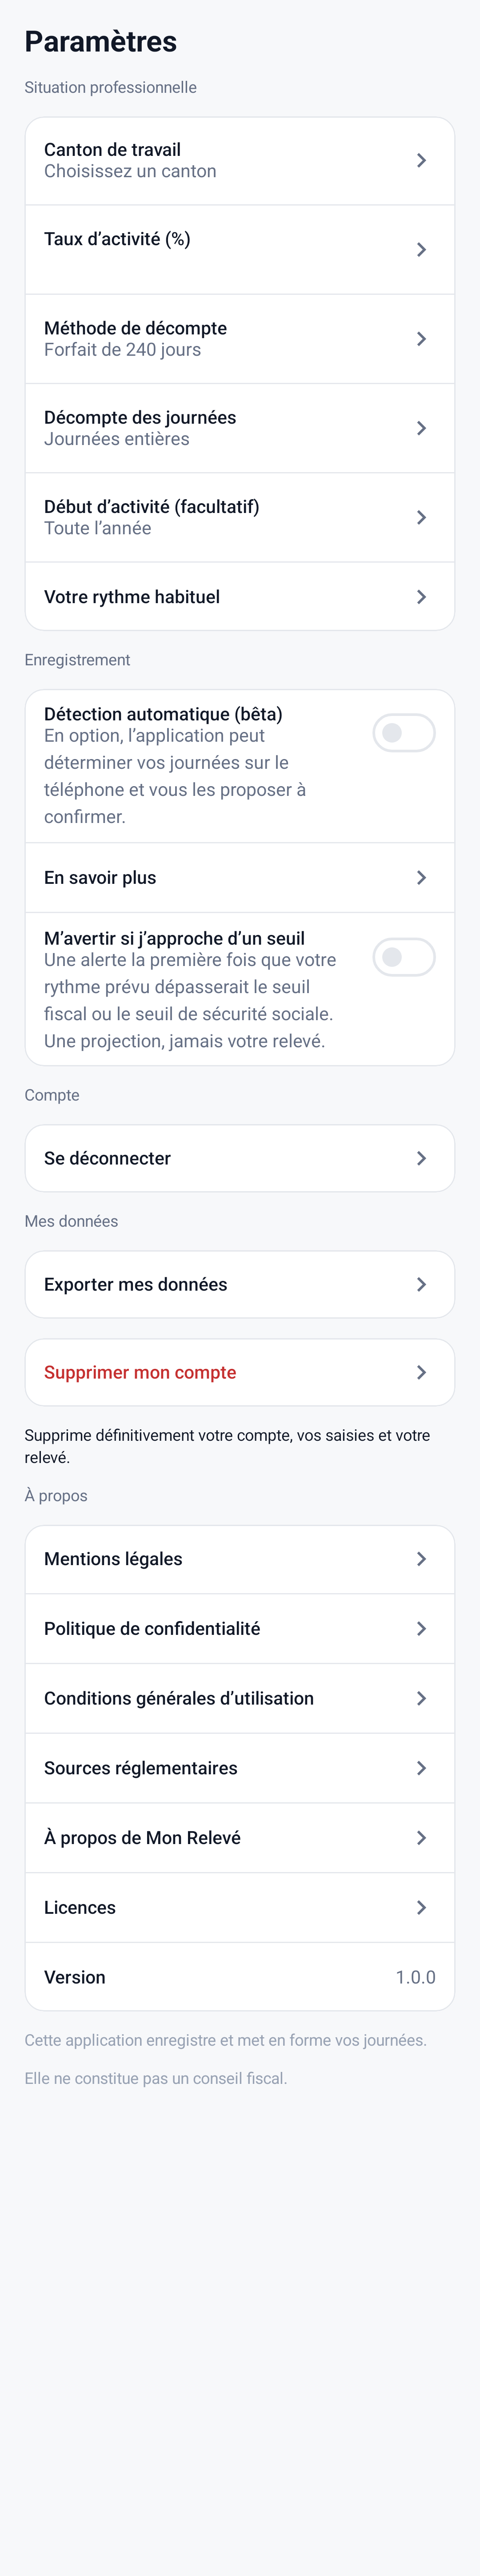 Paramètres
Situation professionnelle
Canton de travail
Choisissez un canton
Taux d’activité (%)
Méthode de décompte
Forfait de 240 jours
Décompte des journées
Journées entières
Début d’activité (facultatif)
Toute l’année
Votre rythme habituel
Enregistrement
Détection automatique (bêta)
En option, l’application peut
déterminer vos journées sur le
téléphone et vous les proposer à
confirmer.
En savoir plus
M’avertir si j’approche d’un seuil
Une alerte la première fois que votre
rythme prévu dépasserait le seuil
fiscal ou le seuil de sécurité sociale.
Une projection, jamais votre relevé.
Compte
Se déconnecter
Mes données
Exporter mes données
Supprimer mon compte
Supprime définitivement votre compte, vos saisies et votre
relevé.
À propos
Mentions légales
Politique de confidentialité
Conditions générales d’utilisation
Sources réglementaires
À propos de Mon Relevé
Licences
Version 1.0.0
Cette application enregistre et met en forme vos journées.
Elle ne constitue pas un conseil fiscal.